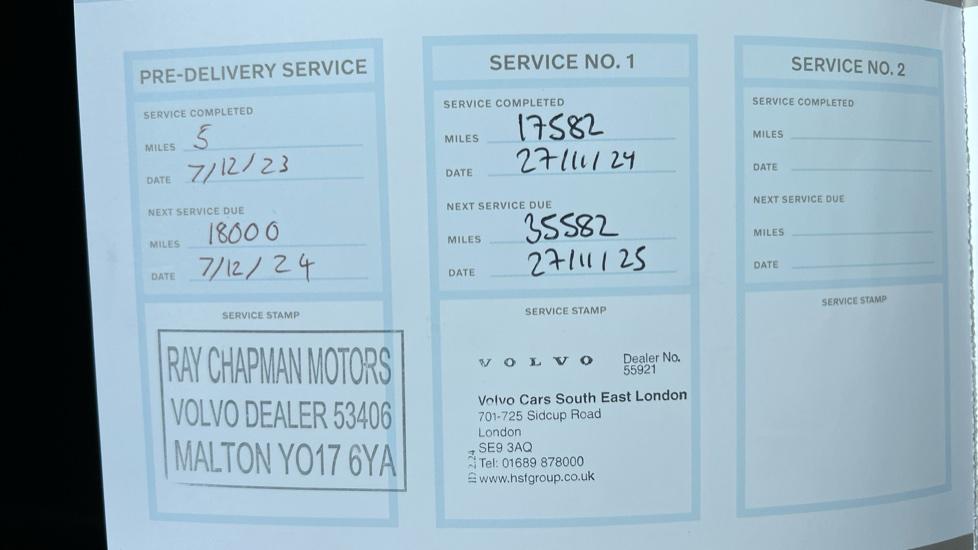 PRE-DELIVERY SERVICE
SERVICE COMPLETED
MILES 5
DATE 7/12/23
NEXT SERVICE DUE
MILES 18000
DATE 7/12/24
SERVICE STAMP
RAY CHAPMAN MOTORS
VOLVO DEALER 53406
MALTON YO17 6YA
SERVICE NO. 1
SERVICE COMPLETED
MILES 17582
DATE 27/11/24
NEXT SERVICE DUE
MILES 35582
DATE 27/11/25
SERVICE STAMP
VOLVO
Dealer No.
55921
Volvo Cars South East London
701-725 Sidcup Road
London
SE9 3AQ
Tel: 01689 878000
www.hsfgroup.co.uk
ID 2.24
SERVICE NO. 2
SERVICE COMPLETED
MILES
DATE
NEXT SERVICE DUE
MILES
DATE
SERVICE STAMP